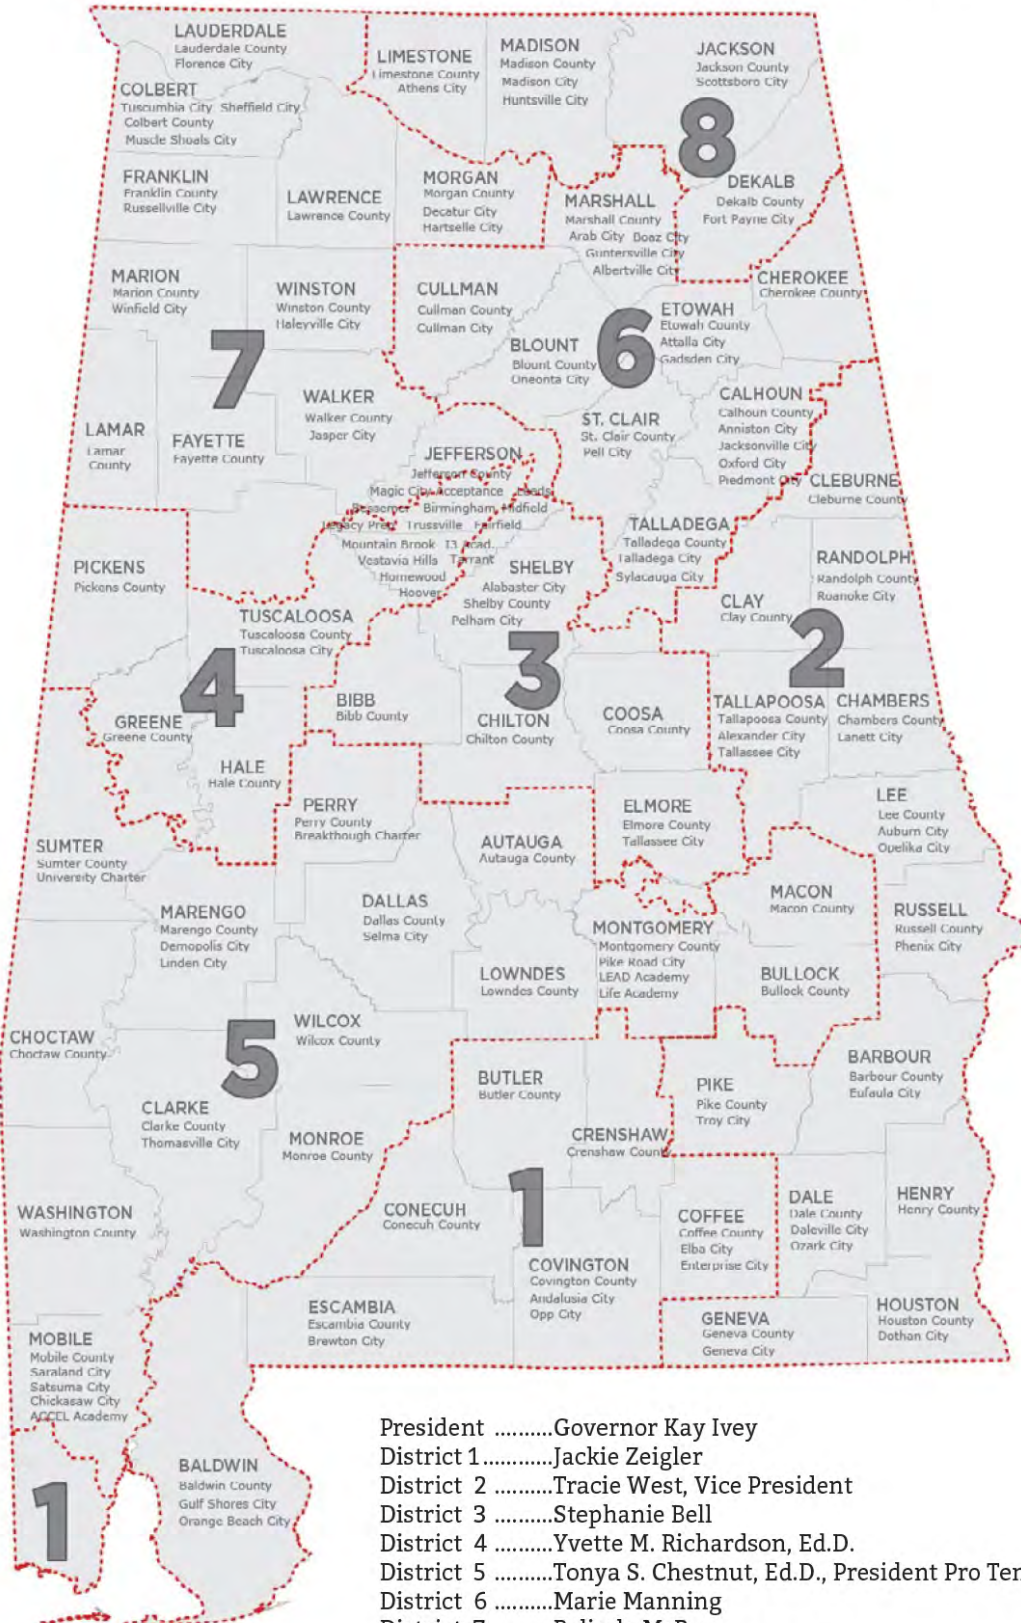 LAUDERDALE
Lauderdale County
Florence City
COLBERT
Tuscumbia City Sheffield City
Colbert County
Muscle Shoals City
LIMESTONE
Limestone County
Athens City
MADISON
Madison County
Madison City
Huntsville City
JACKSON
Jackson County
Scottsboro City
8
FRANKLIN
Franklin County
Russellville City
LAWRENCE
Lawrence County
MORGAN
Morgan County
Decatur City
Hartselle City
MARSHALL
Marshall County
Arab City Boaz City
Guntersville City
Albertville City
DEKALB
Dekalb County
Fort Payne City
MARION
Marion County
Winfield City
WINSTON
Winston County
Haleyville City
CULLMAN
Cullman County
Cullman City
CHEROKEE
Cherokee County
7
BLOUNT
Blount County
Oneonta City
6
ETOWAH
Etowah County
Attalla City
Gadsden City
LAMAR
Lamar
County
FAYETTE
Fayette County
WALKER
Walker County
Jasper City
JEFFERSON
Jefferson County
Magic City Acceptance Leeds
Bessemer Birmingham Midfield
Legacy Prep Trussville Fairfield
Mountain Brook I3 Acad...
Vestavia Hills Tarrant
Homewood
Hoover
ST. CLAIR
St. Clair County
Pell City
CALHOUN
Calhoun County
Anniston City
Jacksonville City
Oxford City
Piedmont City
CLEBURNE
Cleburne County
TALLADEGA
Talladega County
Talladega City
Sylacauga City
PICKENS
Pickens County
TUSCALOOSA
Tuscaloosa County
Tuscaloosa City
SHELBY
Alabaster City
Shelby County
Pelham City
CLAY
Clay County
RANDOLPH
Randolph County
Roanoke City
4
3
2
GREENE
Greene County
HALE
Hale County
BIBB
Bibb County
CHILTON
Chilton County
COOSA
Coosa County
TALLAPOOSA
Tallapoosa County
Alexander City
Tallassee City
CHAMBERS
Chambers County
Lanett City
SUMTER
Sumter County
University Charter
PERRY
Perry County
Breakthough Charter
AUTAUGA
Autauga County
ELMORE
Elmore County
Tallassee City
LEE
Lee County
Auburn City
Opelika City
MARENGO
Marengo County
Demopolis City
Linden City
DALLAS
Dallas County
Selma City
LOWNDES
Lowndes County
MONTGOMERY
Montgomery County
Pike Road City
LEAD Academy
Life Academy
MACON
Macon County
BULLOCK
Bullock County
RUSSELL
Russell County
Phenix City
CHOCTAW
Choctaw County
5
WILCOX
Wilcox County
CLARKE
Clarke County
Thomasville City
MONROE
Monroe County
BUTLER
Butler County
CRENSHAW
Crenshaw County
PIKE
Pike County
Troy City
BARBOUR
Barbour County
Eufaula City
WASHINGTON
Washington County
CONECUH
Conecuh County
1
COVINGTON
Covington County
Andalusia City
Opp City
COFFEE
Coffee County
Elba City
Enterprise City
DALE
Dale County
Daleville City
Ozark City
HENRY
Henry County
ESCAMBIA
Escambia County
Brewton City
GENEVA
Geneva County
Geneva City
HOUSTON
Houston County
Dothan City
MOBILE
Mobile County
Saraland City
Satsuma City
Chickasaw City
ACCEL Academy
1
BALDWIN
Baldwin County
Gulf Shores City
Orange Beach City
President ..........Governor Kay Ivey
District 1............Jackie Zeigler
District 2 ..........Tracie West, Vice President
District 3 ..........Stephanie Bell
District 4 ..........Yvette M. Richardson, Ed.D.
District 5 ..........Tonya S. Chestnut, Ed.D., President Pro Tem
District 6 ..........Marie Manning